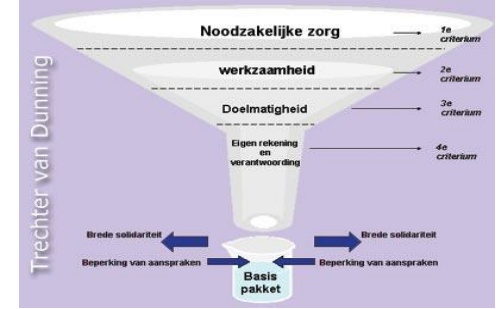 Trechter van Dunning
Noodzakelijke zorg
1e
criterium
werkzaamheid
2e
criterium
Doelmatigheid
3e
criterium
Eigen rekening
en
verantwoording
4e
criterium
Brede solidariteit
Brede solidariteit
Beperking van aanspraken
Beperking van aanspraken
Basis
pakket